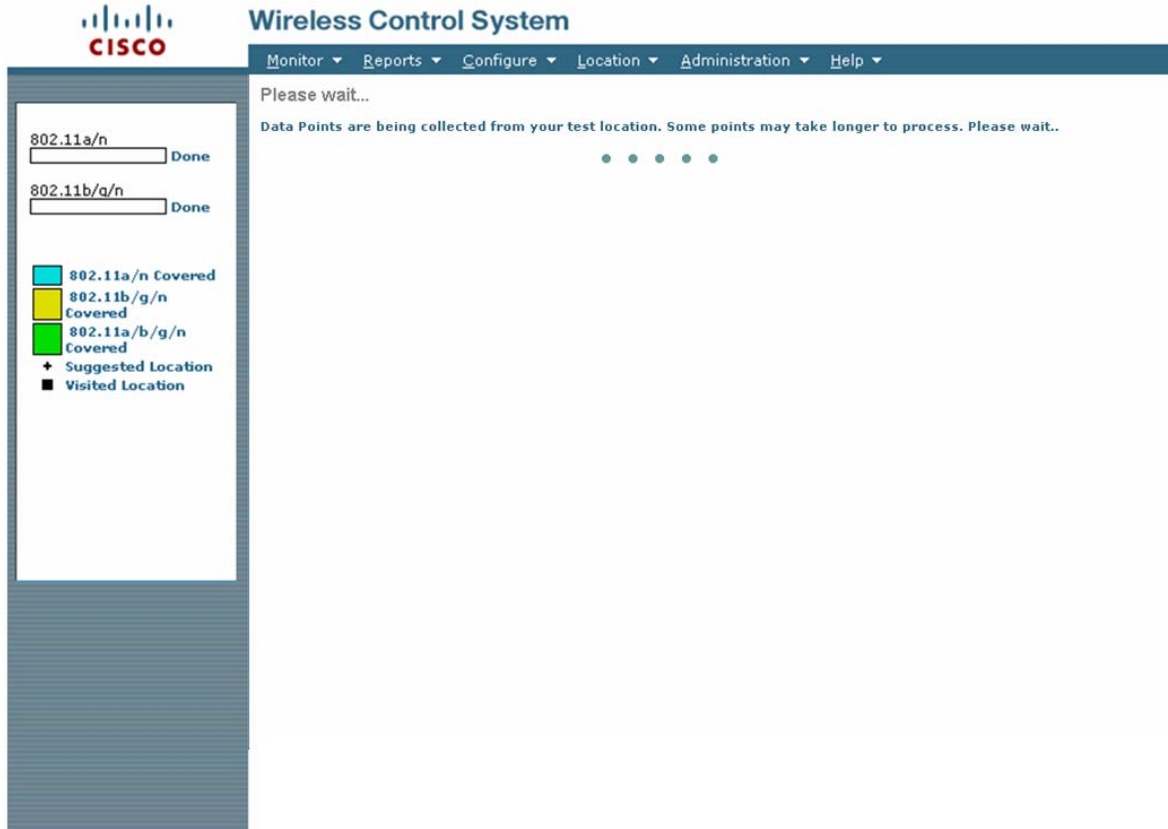 CISCO
Wireless Control System
Monitor Reports Configure Location Administration Help
Please wait...
Data Points are being collected from your test location. Some points may take longer to process. Please wait..
802.11a/n
Done
802.11b/g/n
Done
802.11a/n Covered
802.11b/g/n
Covered
802.11a/b/g/n
Covered
Suggested Location
Visited Location